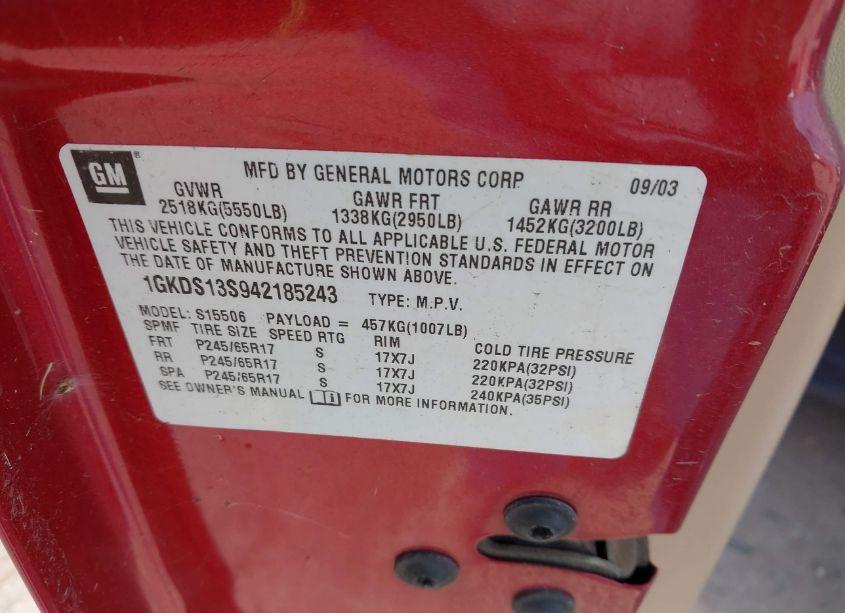 GM®
MFD BY GENERAL MOTORS CORP 09/03
GVWR GAWR FRT GAWR RR
2518KG(5550LB) 1338KG(2950LB) 1452KG(3200LB)
THIS VEHICLE CONFORMS TO ALL APPLICABLE U.S. FEDERAL MOTOR
VEHICLE SAFETY AND THEFT PREVENTION STANDARDS IN EFFECT ON
THE DATE OF MANUFACTURE SHOWN ABOVE.
1GKDS13S942185243 TYPE: M.P.V.
MODEL: S15506 PAYLOAD = 457KG(1007LB)
SPMF TIRE SIZE SPEED RTG RIM COLD TIRE PRESSURE
FRT P245/65R17 S 17X7J 220KPA(32PSI)
RR P245/65R17 S 17X7J 220KPA(32PSI)
SPA P245/65R17 S 17X7J 240KPA(35PSI)
SEE OWNER'S MANUAL FOR MORE INFORMATION.